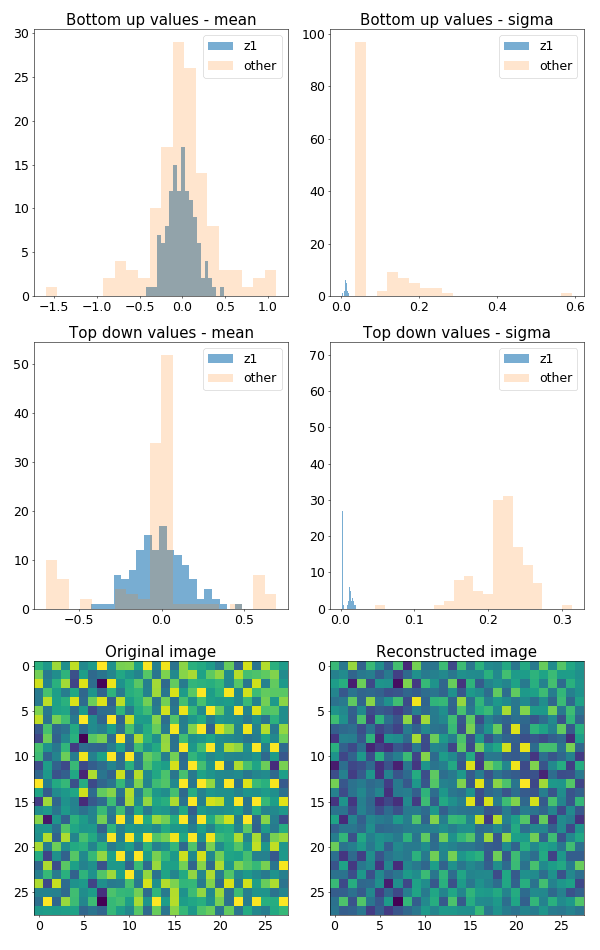 Bottom up values - mean
30
25
20
15
10
5
0
−1.5 −1.0 −0.5 0.0 0.5 1.0
z1
other
Bottom up values - sigma
100
80
60
40
20
0
0.0 0.2 0.4 0.6
z1
other
Top down values - mean
50
40
30
20
10
0
−0.5 0.0 0.5
z1
other
Top down values - sigma
70
60
50
40
30
20
10
0
0.0 0.1 0.2 0.3
z1
other
Original image
0
5
10
15
20
25
0 5 10 15 20 25
Reconstructed image
0
5
10
15
20
25
0 5 10 15 20 25